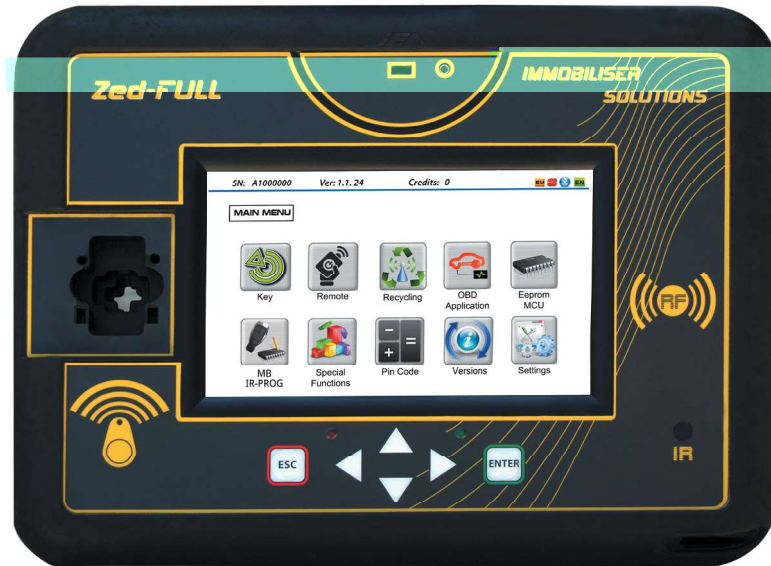 Zed-FULL
IMMOBILISER
SOLUTIONS
SN: A1000000 Ver: 1.1.24 Credits: 0 EU EN
MAIN MENU
Key Remote Recycling OBD Application Eeprom MCU
MB IR-PROG Special Functions Pin Code Versions Settings
RF
IR
ESC ENTER